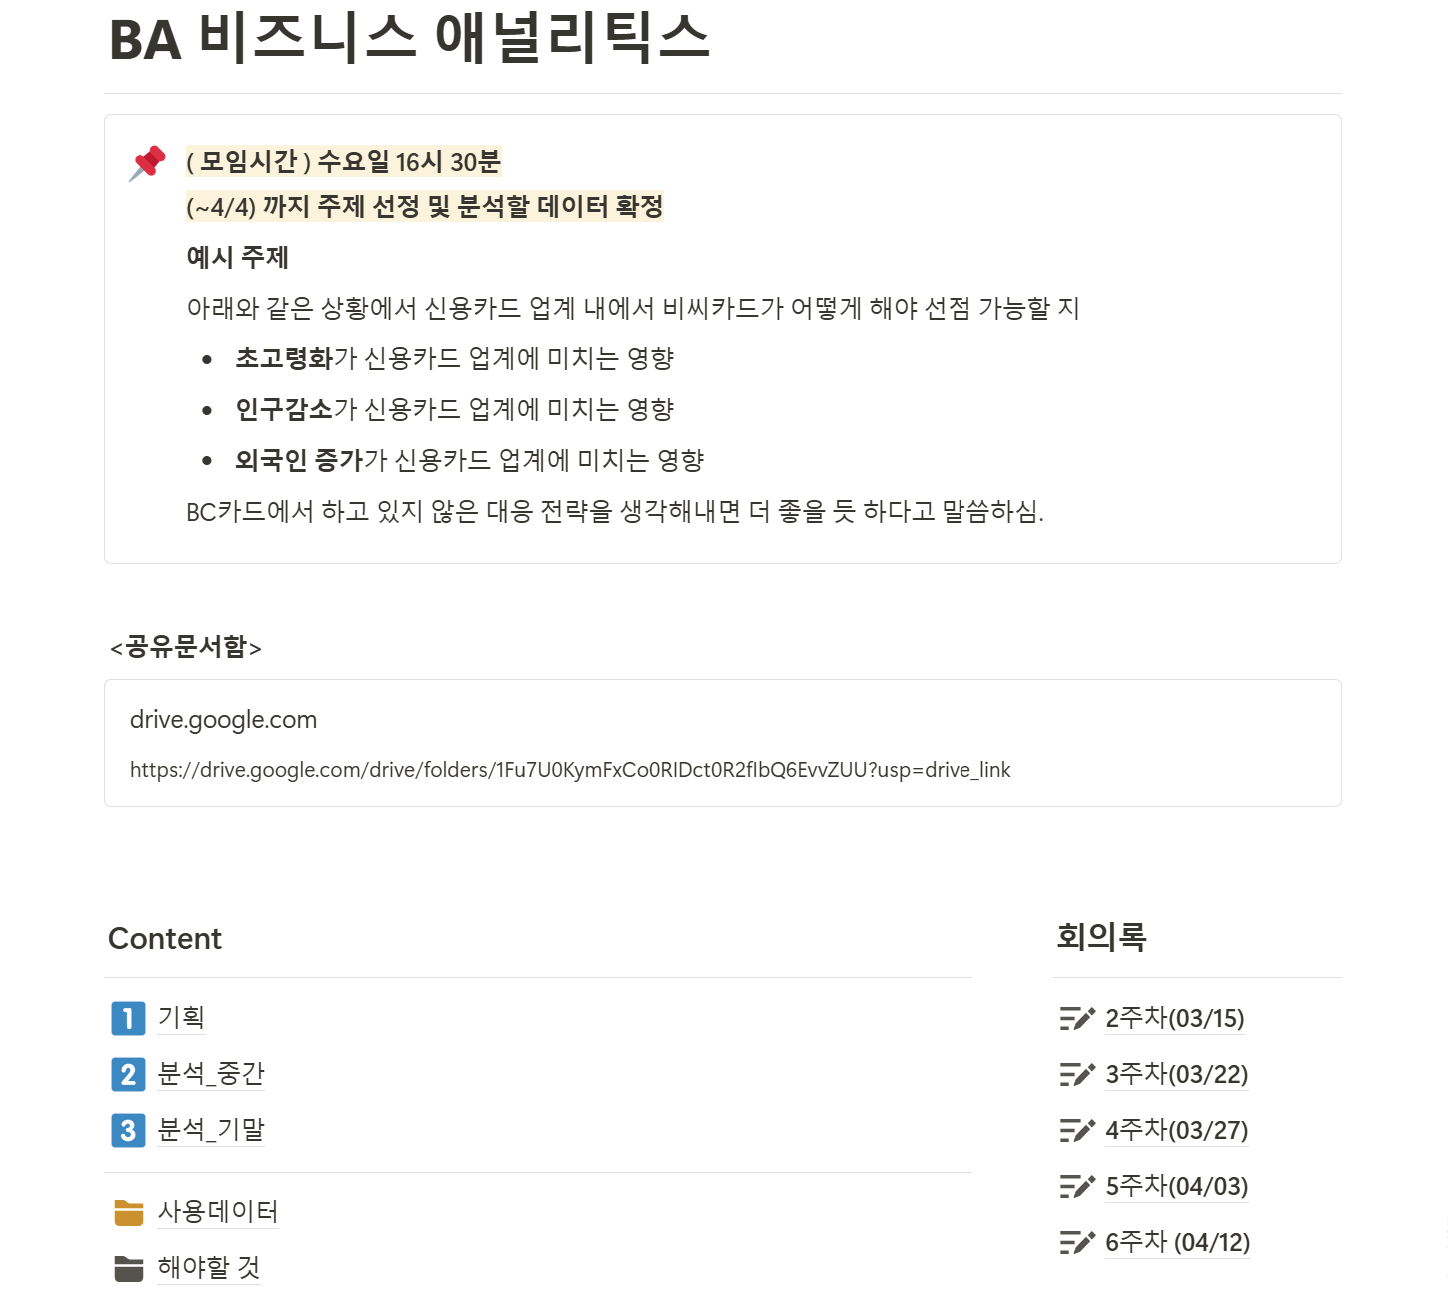 BA 비즈니스 애널리틱스
( 모임시간 ) 수요일 16시 30분
(~4/4) 까지 주제 선정 및 분석할 데이터 확정
예시 주제
아래와 같은 상황에서 신용카드 업계 내에서 비씨카드가 어떻게 해야 선점 가능할 지
• 초고령화가 신용카드 업계에 미치는 영향
• 인구감소가 신용카드 업계에 미치는 영향
• 외국인 증가가 신용카드 업계에 미치는 영향
BC카드에서 하고 있지 않은 대응 전략을 생각해내면 더 좋을 듯 하다고 말씀하심.
<공유문서함>
drive.google.com
https://drive.google.com/drive/folders/1Fu7U0KymFxCo0RIDct0R2fIbQ6EvvZUU?usp=drive_link
Content
1 기획
2 분석_중간
3 분석_기말
사용데이터
해야할 것
회의록
2주차(03/15)
3주차(03/22)
4주차(03/27)
5주차(04/03)
6주차 (04/12)